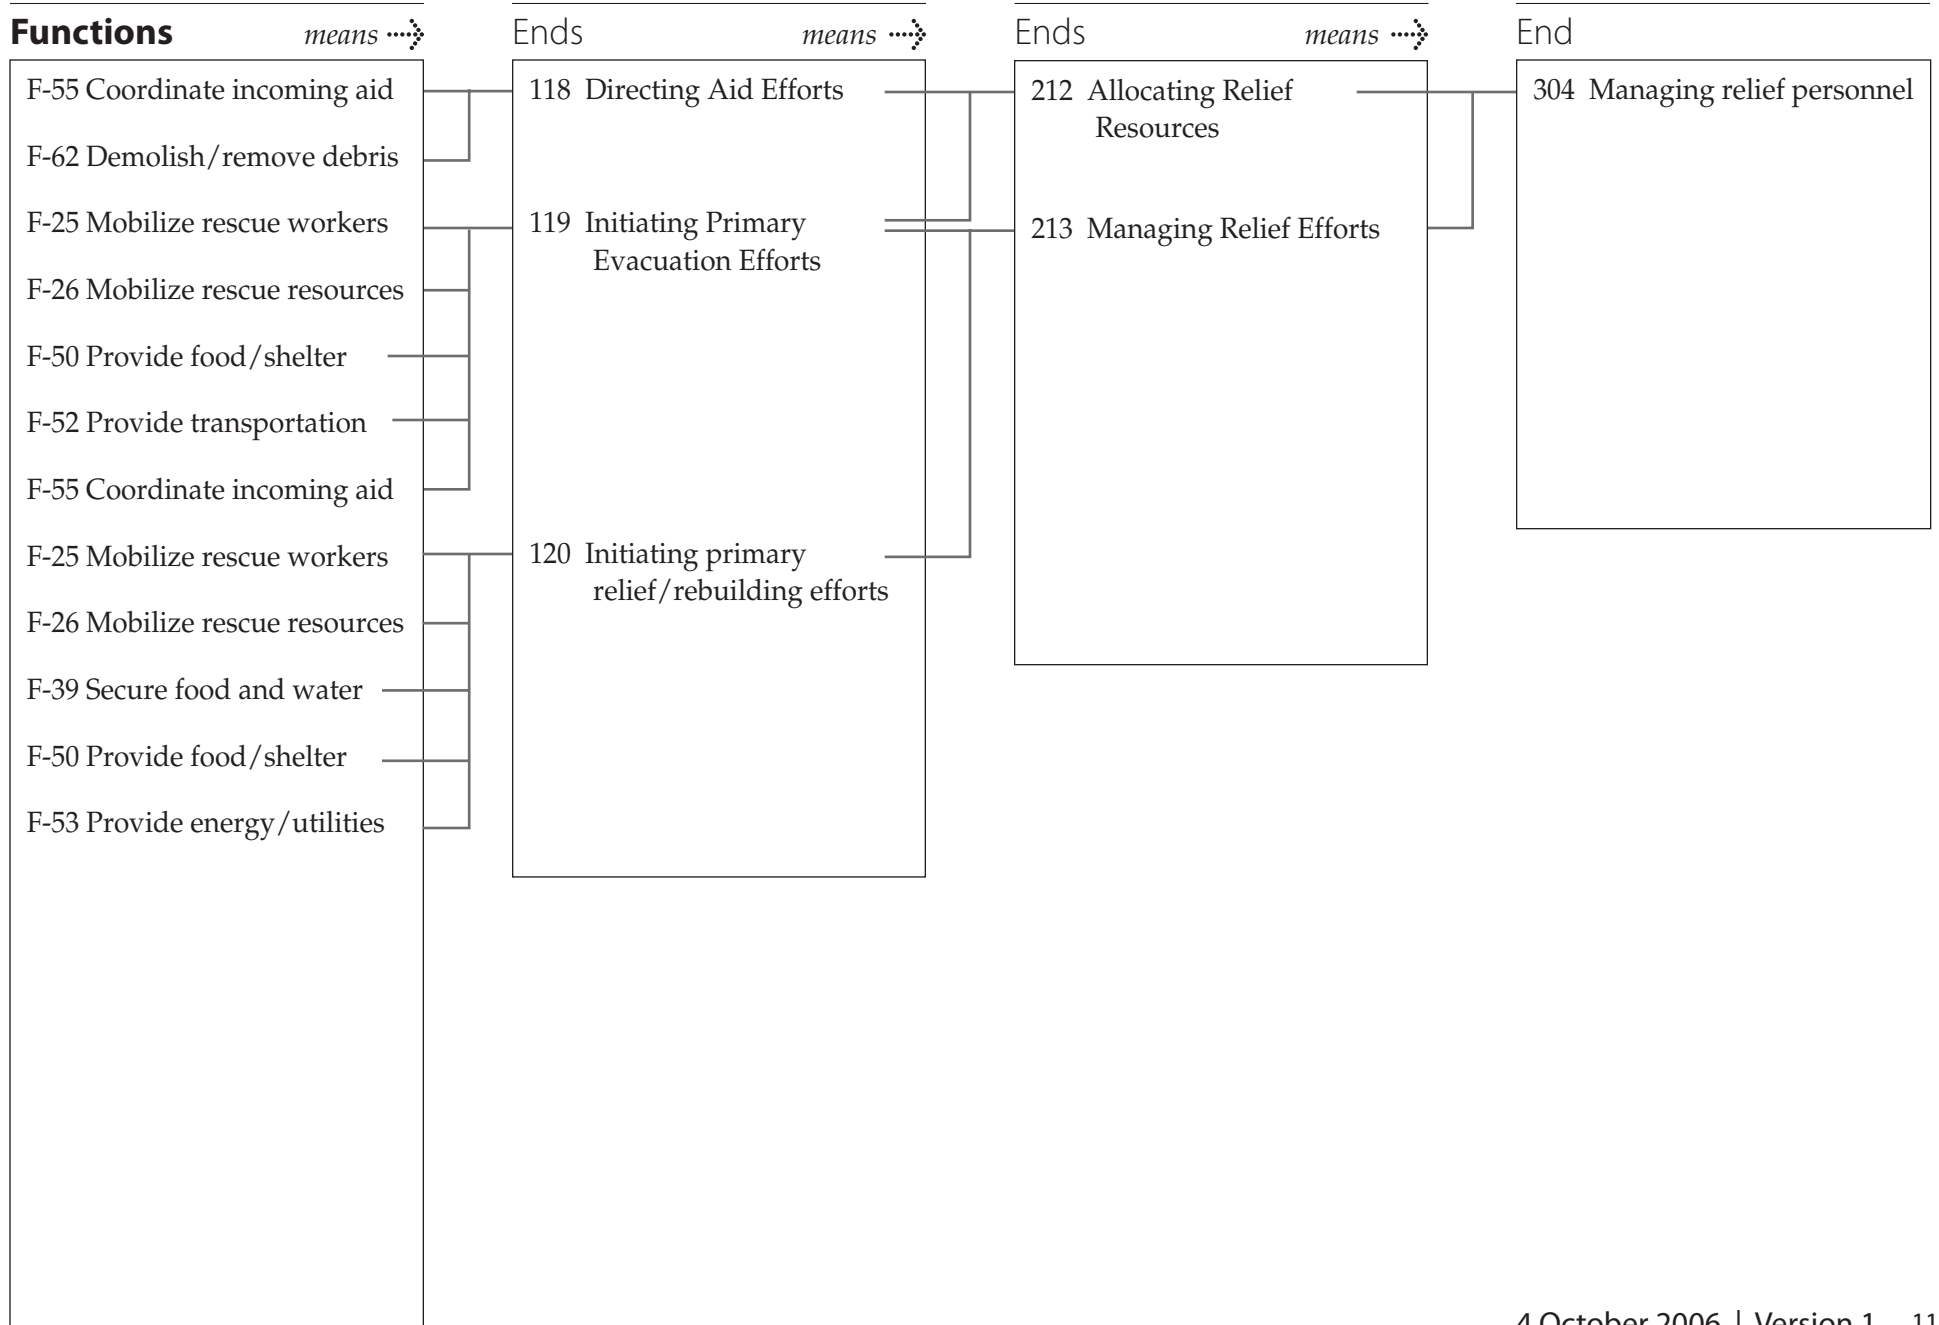 Functions means
F-55 Coordinate incoming aid
F-62 Demolish/remove debris
F-25 Mobilize rescue workers
F-26 Mobilize rescue resources
F-50 Provide food/shelter
F-52 Provide transportation
F-55 Coordinate incoming aid
F-25 Mobilize rescue workers
F-26 Mobilize rescue resources
F-39 Secure food and water
F-50 Provide food/shelter
F-53 Provide energy/utilities
Ends means
118 Directing Aid Efforts
119 Initiating Primary
Evacuation Efforts
120 Initiating primary
relief/rebuilding efforts
Ends means
212 Allocating Relief
Resources
213 Managing Relief Efforts
End
304 Managing relief personnel
4 October 2006 | Version 1 11